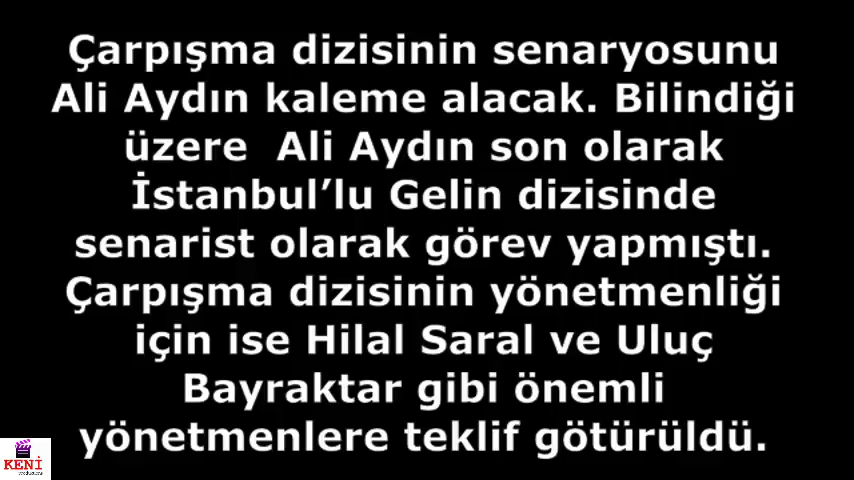 Çarpışma dizisinin senaryosunu
Ali Aydın kaleme alacak. Bilindiği
üzere  Ali Aydın son olarak
İstanbul’lu Gelin dizisinde
senarist olarak görev yapmıştı.
Çarpışma dizisinin yönetmenliği
için ise Hilal Saral ve Uluç
Bayraktar gibi önemli
yönetmenlere teklif götürüldü.
KENİ